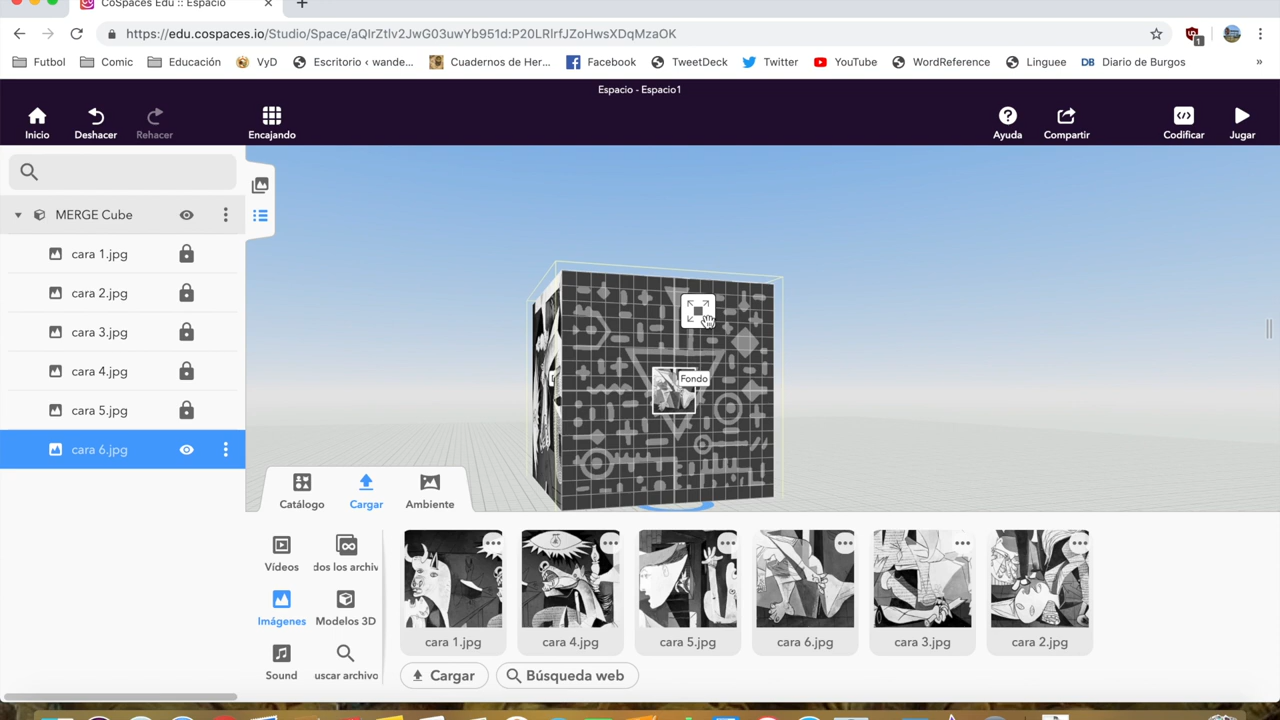 CoSpaces Edu :: Espacio
https://edu.cospaces.io/Studio/Space/aQIrZtlv2JwG03uwYb951d:P20LRlrfJZoHwsXDqMzaOK
1
Futbol Comic Educación VyD Escritorio ‹ wande... Cuadernos de Her... Facebook TweetDeck Twitter YouTube WordReference Linguee DB Diario de Burgos »
Espacio - Espacio1
Inicio Deshacer Rehacer Encajando Ayuda Compartir Codificar Jugar
MERGE Cube
cara 1.jpg
cara 2.jpg
cara 3.jpg
cara 4.jpg
cara 5.jpg
cara 6.jpg
Fondo
Catálogo Cargar Ambiente
Vídeos dos los archiv
Imágenes Modelos 3D
Sound uscar archivo
cara 1.jpg cara 4.jpg cara 5.jpg cara 6.jpg cara 3.jpg cara 2.jpg
Cargar Búsqueda web